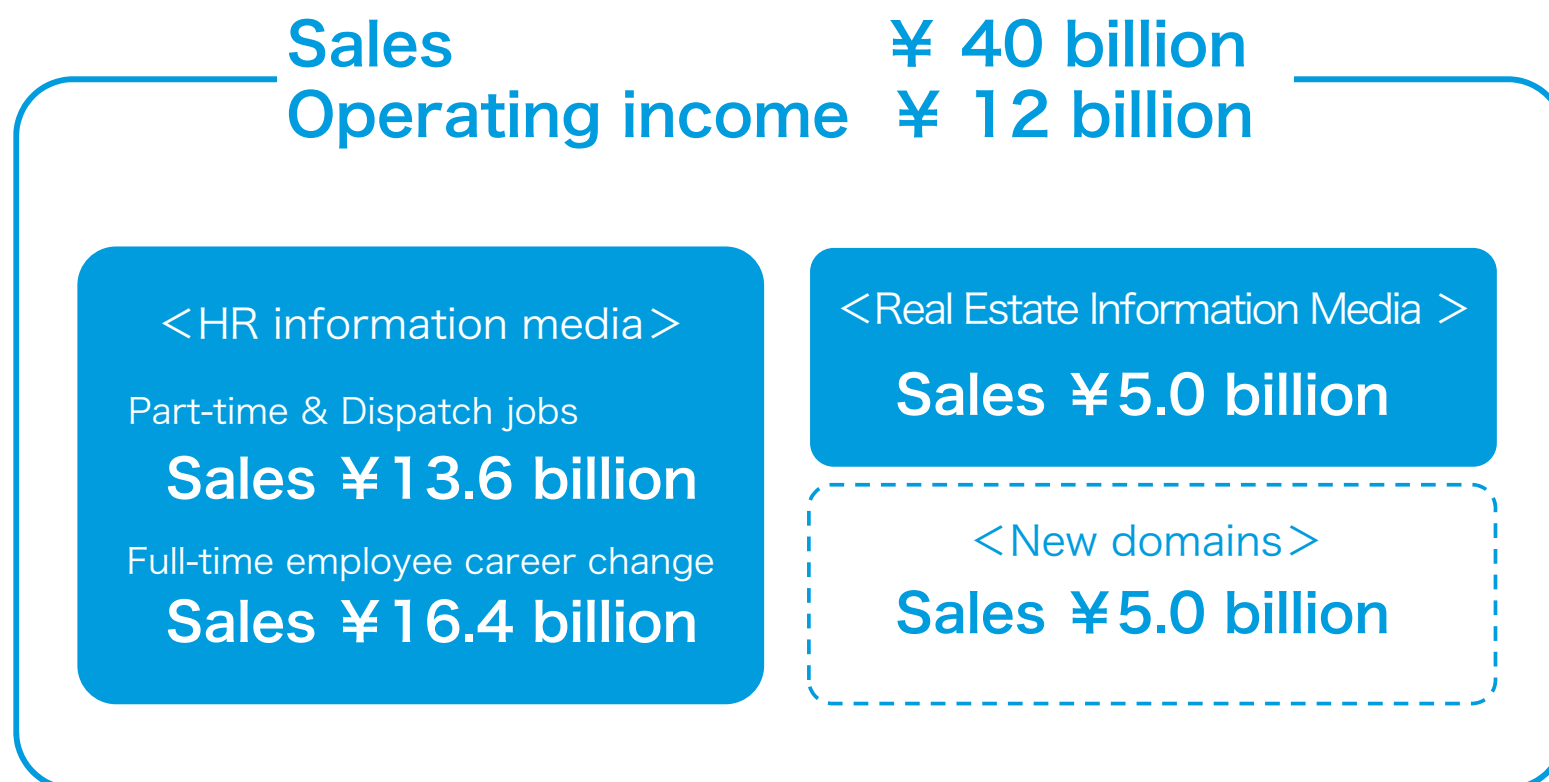 Sales ¥ 40 billion
Operating income ¥ 12 billion
<HR information media>
Part-time & Dispatch jobs
Sales ¥13.6 billion
Full-time employee career change
Sales ¥16.4 billion
<Real Estate Information Media >
Sales ¥5.0 billion
<New domains>
Sales ¥5.0 billion